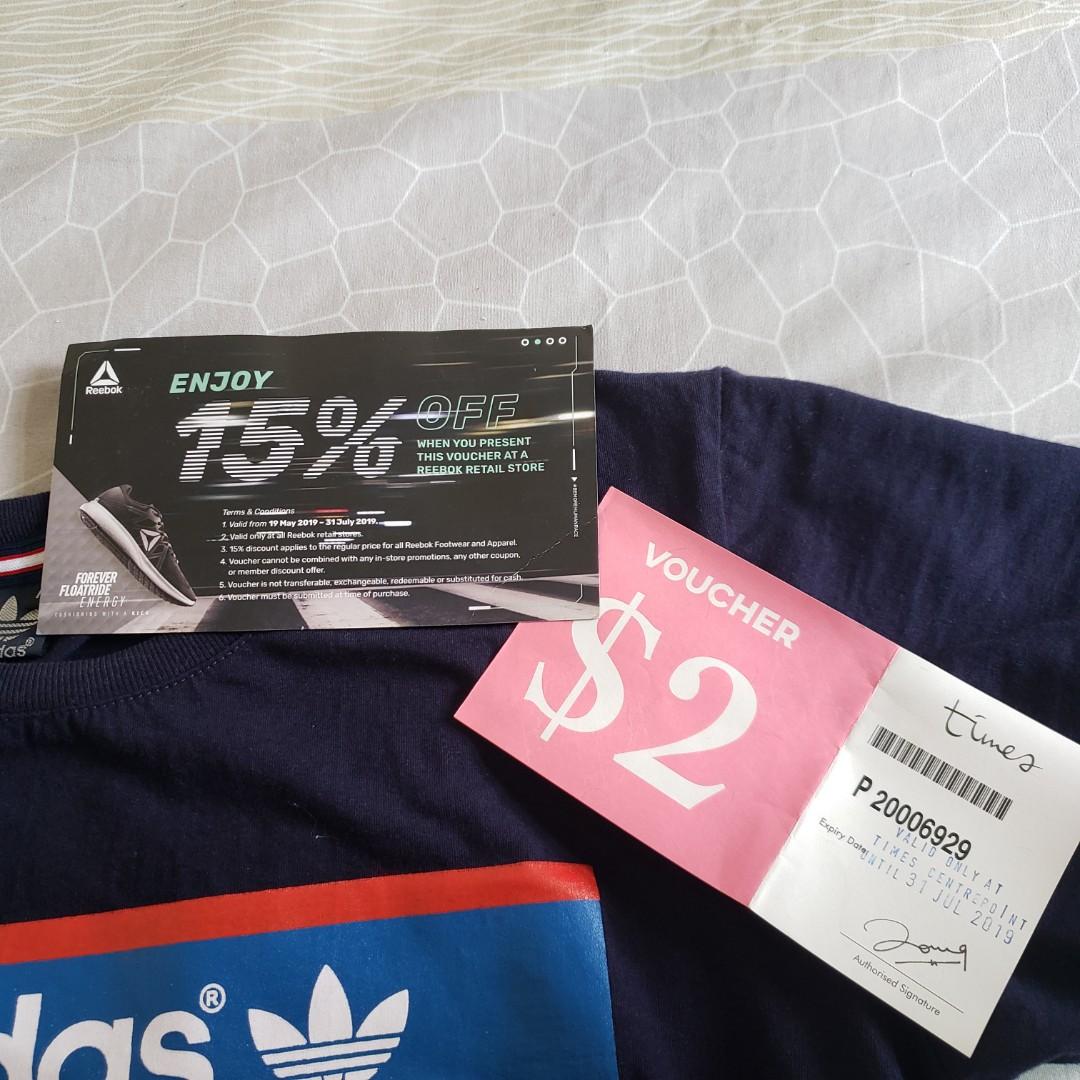 Reebok
ENJOY
15% OFF
WHEN YOU PRESENT
THIS VOUCHER AT A
REEBOK RETAIL STORE
Terms & Conditions
1. Valid from 19 May 2019 – 31 July 2019.
2. Valid only at all Reebok retail stores.
3. 15% discount applies to the regular price for all Reebok Footwear and Apparel.
4. Voucher cannot be combined with any in-store promotions, any other coupon,
or member discount offer.
5. Voucher is not transferable, exchangeable, redeemable or substituted for cash.
6. Voucher must be submitted at time of purchase.
FOREVER
FLOATRIDE
ENERGY
CUSHIONING WITH A KICK
das®
VOUCHER
$2
times
P 20006929
Expiry Date:
VALID ONLY AT
TIMES CENTREPOINT
UNTIL 31 JUL 2019
Authorised Signature
das®